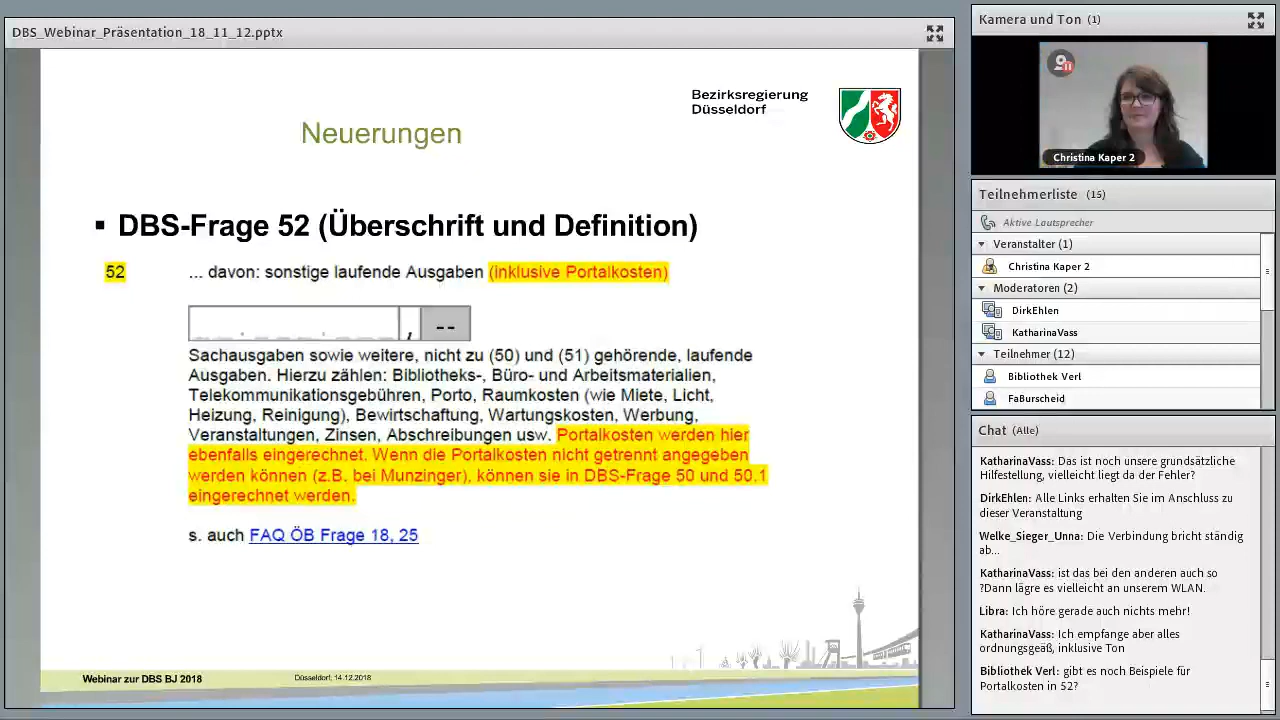 DBS_Webinar_Präsentation_18_11_12.pptx
Bezirksregierung
Düsseldorf
Neuerungen
▪ DBS-Frage 52 (Überschrift und Definition)
52 ... davon: sonstige laufende Ausgaben (inklusive Portalkosten)
, --
Sachausgaben sowie weitere, nicht zu (50) und (51) gehörende, laufende
Ausgaben. Hierzu zählen: Bibliotheks-, Büro- und Arbeitsmaterialien,
Telekommunikationsgebühren, Porto, Raumkosten (wie Miete, Licht,
Heizung, Reinigung), Bewirtschaftung, Wartungskosten, Werbung,
Veranstaltungen, Zinsen, Abschreibungen usw. Portalkosten werden hier
ebenfalls eingerechnet. Wenn die Portalkosten nicht getrennt angegeben
werden können (z.B. bei Munzinger), können sie in DBS-Frage 50 und 50.1
eingerechnet werden.
s. auch FAQ ÖB Frage 18, 25
Webinar zur DBS BJ 2018
Düsseldorf, 14.12.2018
Kamera und Ton (1)
Christina Kaper 2
Teilnehmerliste (15)
Aktive Lautsprecher
Veranstalter (1)
Christina Kaper 2
Moderatoren (2)
DirkEhlen
KatharinaVass
Teilnehmer (12)
Bibliothek Verl
FaBurscheid
Chat (Alle)
KatharinaVass: Das ist noch unsere grundsätzliche
Hilfestellung, vielleicht liegt da der Fehler?
DirkEhlen: Alle Links erhalten Sie im Anschluss zu
dieser Veranstaltung
Welke_Sieger_Unna: Die Verbindung bricht ständig
ab...
KatharinaVass: ist das bei den anderen auch so
?Dann lägre es vielleicht an unserem WLAN.
Libra: Ich höre gerade auch nichts mehr!
KatharinaVass: Ich empfange aber alles
ordnungsgeäß, inklusive Ton
Bibliothek Verl: gibt es noch Beispiele für
Portalkosten in 52?